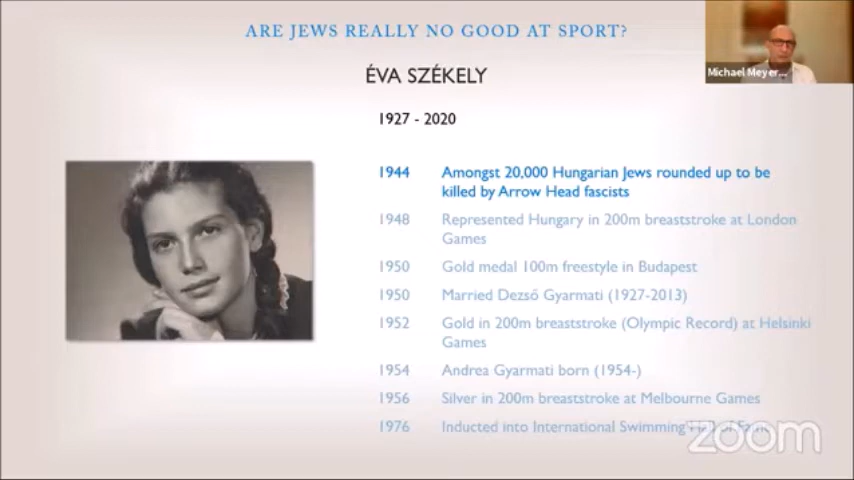 ARE JEWS REALLY NO GOOD AT SPORT?
Michael Meyer...
ÉVA SZÉKELY
1927 - 2020
1944 Amongst 20,000 Hungarian Jews rounded up to be
killed by Arrow Head fascists
1948 Represented Hungary in 200m breaststroke at London
Games
1950 Gold medal 100m freestyle in Budapest
1950 Married Dezső Gyarmati (1927-2013)
1952 Gold in 200m breaststroke (Olympic Record) at Helsinki
Games
1954 Andrea Gyarmati born (1954-)
1956 Silver in 200m breaststroke at Melbourne Games
1976 Inducted into International Swimming Hall of Fame
zoom